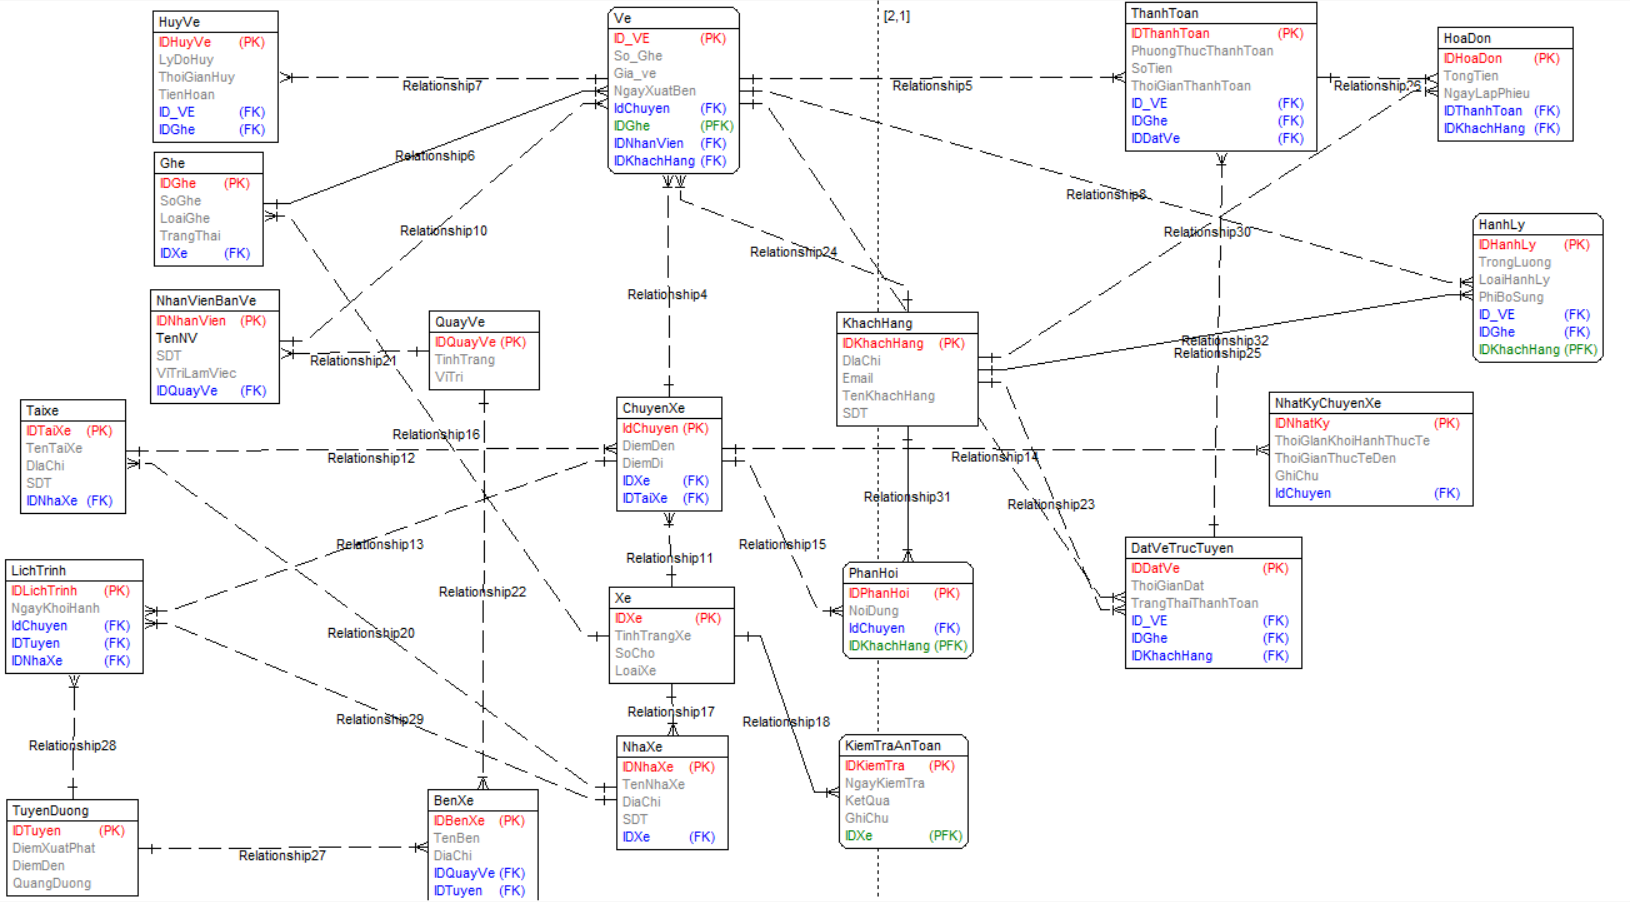 HuyVe
IDHuyVe (PK)
LyDoHuy
ThoiGianHuy
TienHoan
ID_VE (FK)
IDGhe (FK)
Ve
ID_VE (PK)
So_Ghe
Gia_ve
NgayXuatBen
IdChuyen (FK)
IDGhe (PFK)
IDNhanVien (FK)
IDKhachHang (FK)
[2,1]
ThanhToan
IDThanhToan (PK)
PhuongThucThanhToan
SoTien
ThoiGianThanhToan
ID_VE (FK)
IDGhe (FK)
IDDatVe (FK)
HoaDon
IDHoaDon (PK)
TongTien
NgayLapPhieu
IDThanhToan (FK)
IDKhachHang (FK)
Relationship7
Relationship5
Relationship26
Ghe
IDGhe (PK)
SoGhe
LoaiGhe
TrangThai
IDXe (FK)
Relationship6
Relationship10
Relationship24
Relationship4
Relationship8
Relationship30
HanhLy
IDHanhLy (PK)
TrongLuong
LoaiHanhLy
PhiBoSung
ID_VE (FK)
IDGhe (FK)
IDKhachHang (PFK)
NhanVienBanVe
IDNhanVien (PK)
TenNV
SDT
ViTriLamViec
IDQuayVe (FK)
Relationship21
QuayVe
IDQuayVe (PK)
TinhTrang
ViTri
KhachHang
IDKhachHang (PK)
DIaChi
Email
TenKhachHang
SDT
Relationship32
Relationship25
Taixe
IDTaiXe (PK)
TenTaiXe
DIaChi
SDT
IDNhaXe (FK)
Relationship16
Relationship12
ChuyenXe
IdChuyen (PK)
DiemDen
DiemDi
IDXe (FK)
IDTaiXe (FK)
Relationship14
NhatKyChuyenXe
IDNhatKy (PK)
ThoiGIanKhoiHanhThucTe
ThoiGianThucTeDen
GhiChu
IdChuyen (FK)
Relationship31
Relationship23
Relationship13
Relationship11
Relationship15
LichTrinh
IDLichTrinh (PK)
NgayKhoiHanh
IdChuyen (FK)
IDTuyen (FK)
IDNhaXe (FK)
Relationship22
Relationship20
Xe
IDXe (PK)
TinhTrangXe
SoCho
LoaiXe
PhanHoi
IDPhanHoi (PK)
NoiDung
IdChuyen (FK)
IDKhachHang (PFK)
DatVeTrucTuyen
IDDatVe (PK)
ThoiGianDat
TrangThaiThanhToan
ID_VE (FK)
IDGhe (FK)
IDKhachHang (FK)
Relationship29
Relationship17
Relationship18
Relationship28
NhaXe
IDNhaXe (PK)
TenNhaXe
DiaChi
SDT
IDXe (FK)
KiemTraAnToan
IDKiemTra (PK)
NgayKiemTra
KetQua
GhiChu
IDXe (PFK)
TuyenDuong
IDTuyen (PK)
DiemXuatPhat
DiemDen
QuangDuong
Relationship27
BenXe
IDBenXe (PK)
TenBen
DiaChi
IDQuayVe (FK)
IDTuyen (FK)